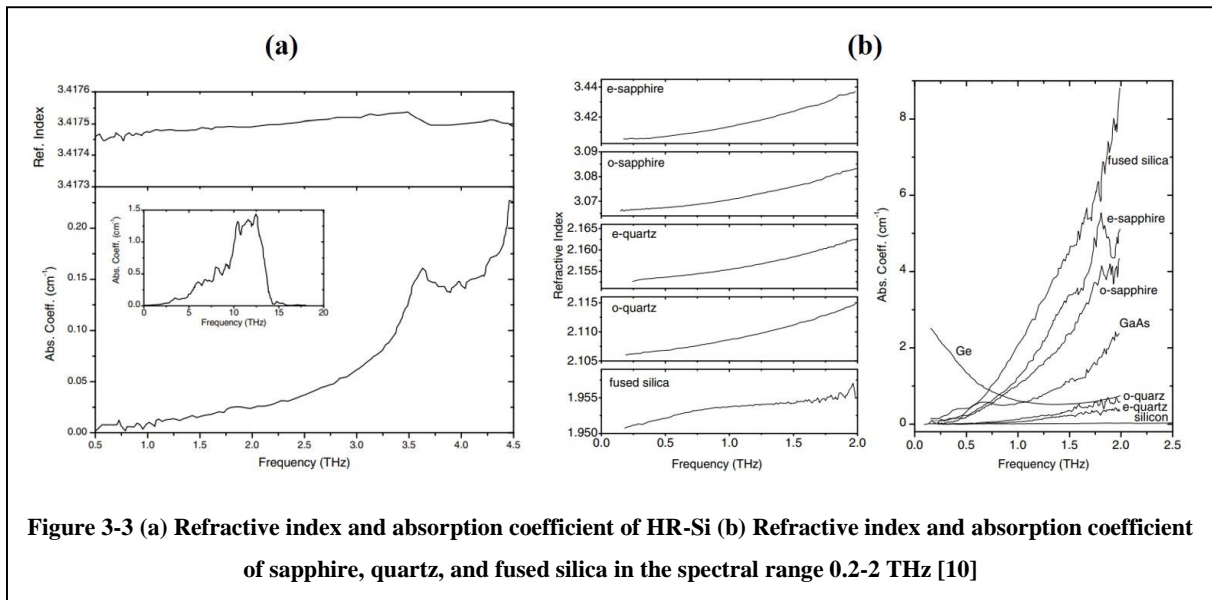 (a)
(b)
3.4176
3.4175
3.4174
3.4173
Ref. Index
0.20
0.15
0.10
0.05
0.00
Abs. Coeff. (cm⁻¹)
1.5
1.0
0.5
0.0
Abs. Coeff. (cm⁻¹)
0 5 10 15 20
Frequency (THz)
0.5 1.0 1.5 2.0 2.5 3.0 3.5 4.0 4.5
Frequency (THz)
e-sapphire
3.44
3.42
o-sapphire
3.09
3.08
3.07
e-quartz
2.165
2.160
2.155
o-quartz
2.115
2.110
2.105
fused silica
1.955
1.950
Refractive Index
0.0 0.5 1.0 1.5 2.0
Frequency (THz)
8
6
4
2
0
Abs. Coeff. (cm⁻¹)
fused silica
e-sapphire
o-sapphire
GaAs
Ge
o-quarz
e-quartz
silicon
0.0 0.5 1.0 1.5 2.0 2.5
Frequency (THz)
Figure 3-3 (a) Refractive index and absorption coefficient of HR-Si (b) Refractive index and absorption coefficient
of sapphire, quartz, and fused silica in the spectral range 0.2-2 THz [10]